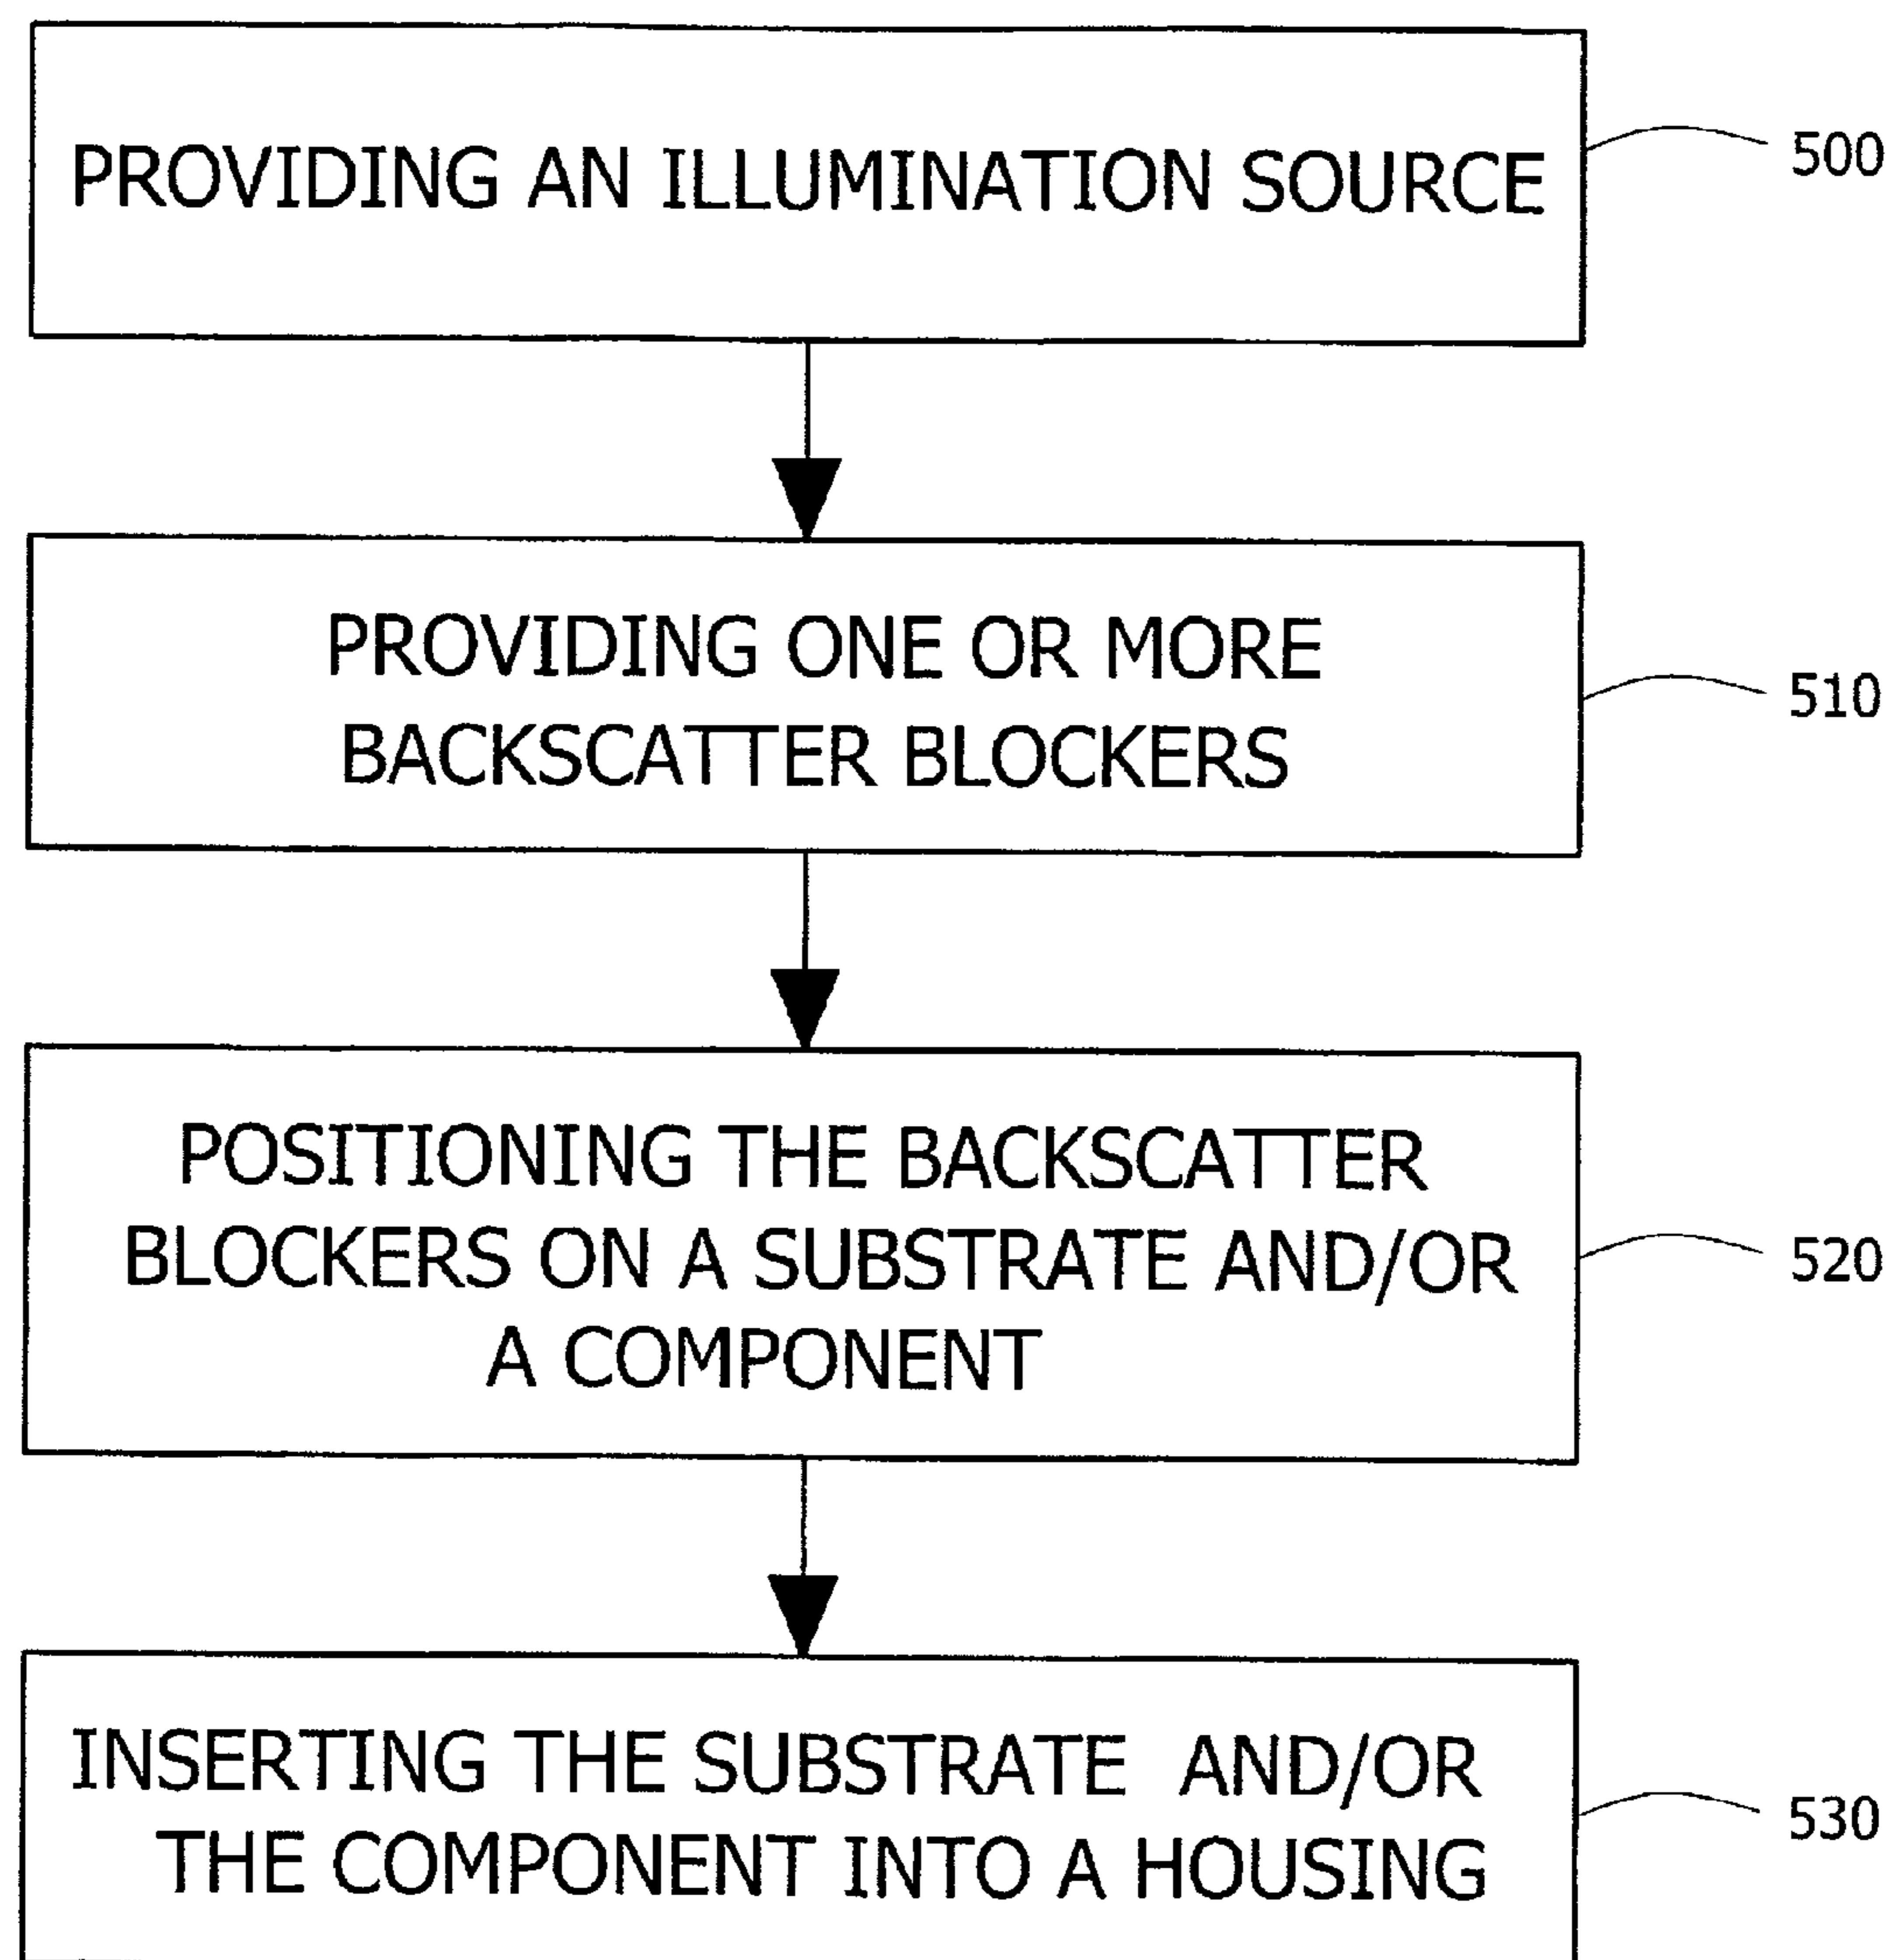 PROVIDING AN ILLUMINATION SOURCE
500
PROVIDING ONE OR MORE
BACKSCATTER BLOCKERS
510
POSITIONING THE BACKSCATTER
BLOCKERS ON A SUBSTRATE AND/OR
A COMPONENT
520
INSERTING THE SUBSTRATE AND/OR
THE COMPONENT INTO A HOUSING
530